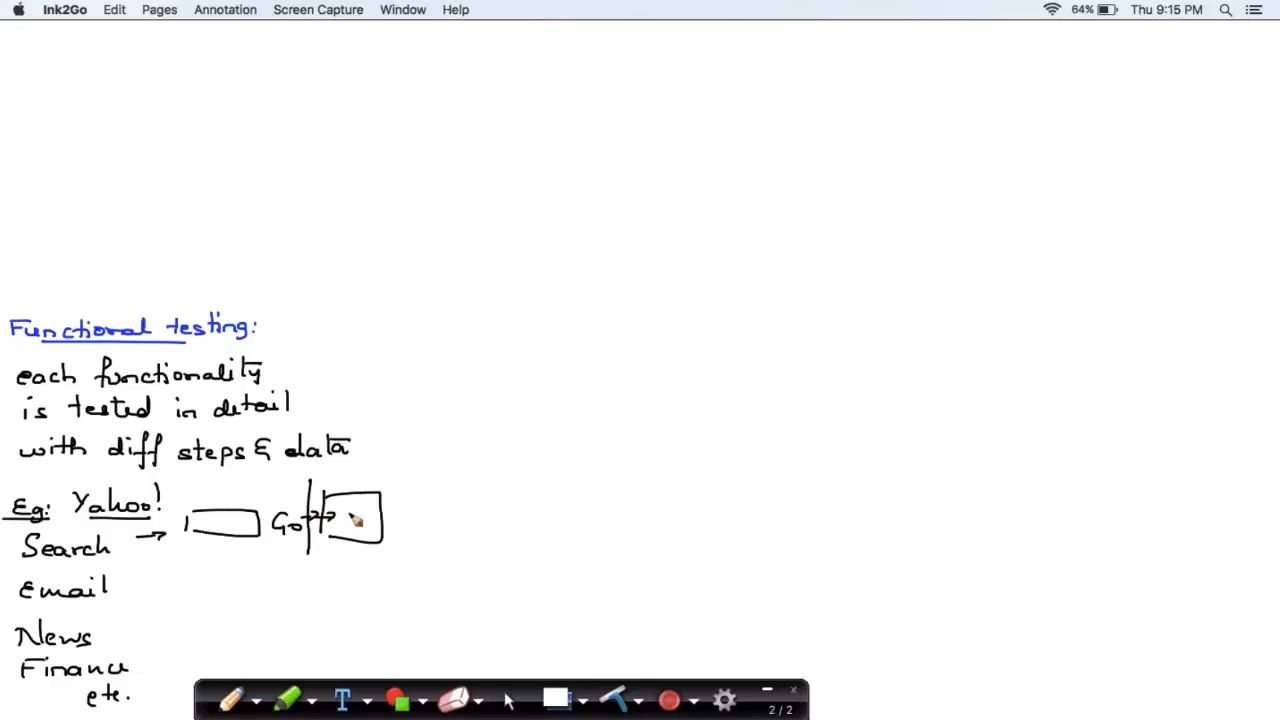 Ink2Go Edit Pages Annotation Screen Capture Window Help 64% Thu 9:15 PM
Functional testing:
each functionality
is tested in detail
with diff steps & data
Eg: Yahoo!
Search → Go
Email
News
Finance
etc.
T
2 / 2